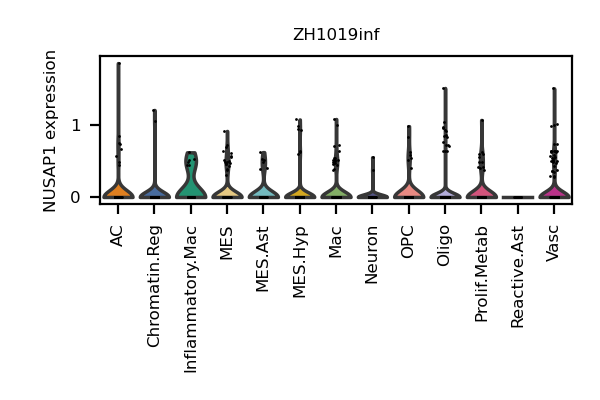 ZH1019inf
NUSAP1 expression
1
0
AC
Chromatin.Reg
Inflammatory.Mac
MES
MES.Ast
MES.Hyp
Mac
Neuron
OPC
Oligo
Prolif.Metab
Reactive.Ast
Vasc